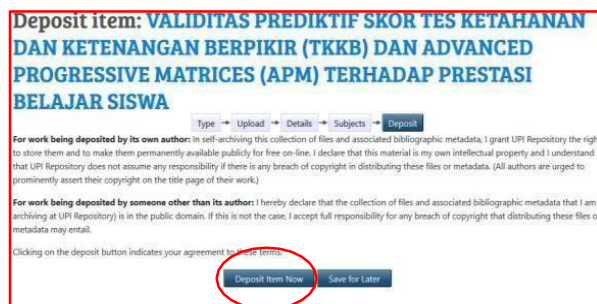 Deposit item: VALIDITAS PREDIKTIF SKOR TES KETAHANAN
DAN KETENANGAN BERPIKIR (TKKB) DAN ADVANCED
PROGRESSIVE MATRICES (APM) TERHADAP PRESTASI
BELAJAR SISWA
Type → Upload → Details → Subjects → Deposit
For work being deposited by its own author: In self-archiving this collection of files and associated bibliographic metadata, I grant UPI Repository the righ
to store them and to make them permanently available publicly for free on-line. I declare that this material is my own intellectual property and I understand
that UPI Repository does not assume any responsibility if there is any breach of copyright in distributing these files or metadata. (All authors are urged to
prominently assert their copyright on the title page of their work.)
For work being deposited by someone other than its author: I hereby declare that the collection of files and associated bibliographic metadata that I am
archiving at UPI Repository) is in the public domain. If this is not the case, I accept full responsibility for any breach of copyright that distributing these files o
metadata may entail.
Clicking on the deposit button indicates your agreement to these terms.
Deposit Item Now Save for Later